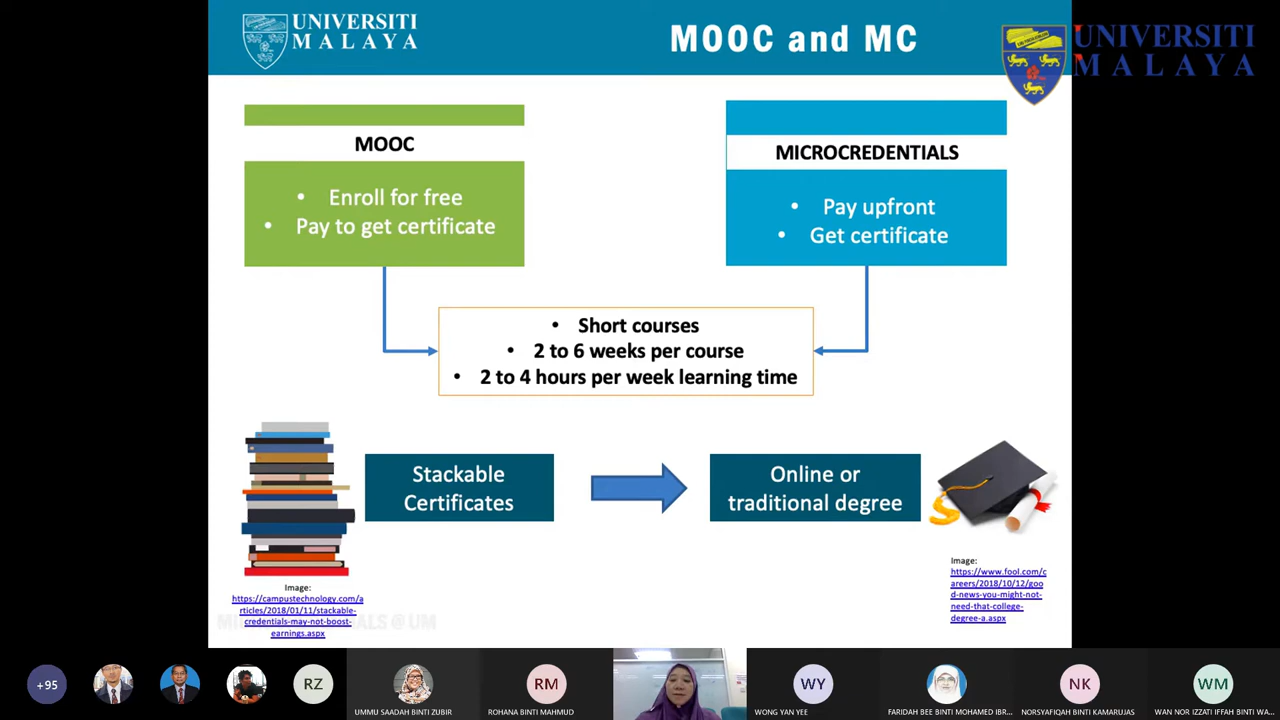 UNIVERSITI
MALAYA
MOOC and MC
UNIVERSITI
MALAYA
MOOC
• Enroll for free
• Pay to get certificate
MICROCREDENTIALS
• Pay upfront
• Get certificate
• Short courses
• 2 to 6 weeks per course
• 2 to 4 hours per week learning time
Stackable
Certificates
Online or
traditional degree
Image:
https://campustechnology.com/a
rticles/2018/01/11/stackable-
credentials-may-not-boost-
earnings.aspx
Image:
https://www.fool.com/c
areers/2018/10/12/goo
d-news-you-might-not-
need-that-college-
degree-a.aspx
@UM
+95
RZ
UMMU SAADAH BINTI ZUBIR
RM
ROHANA BINTI MAHMUD
WY
WONG YAN YEE
FARIDAH BEE BINTI MOHAMED IBR...
NK
NORSYAFIQAH BINTI KAMARUJAS
WM
WAN NOR IZZATI IFFAH BINTI WA...